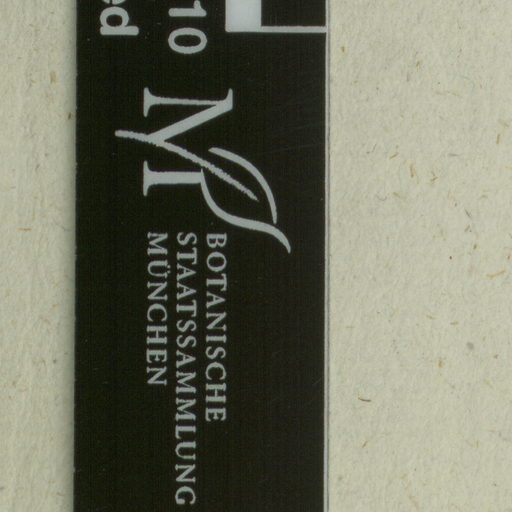 10
BOTANISCHE
STAATSSAMMLUNG
MÜNCHEN